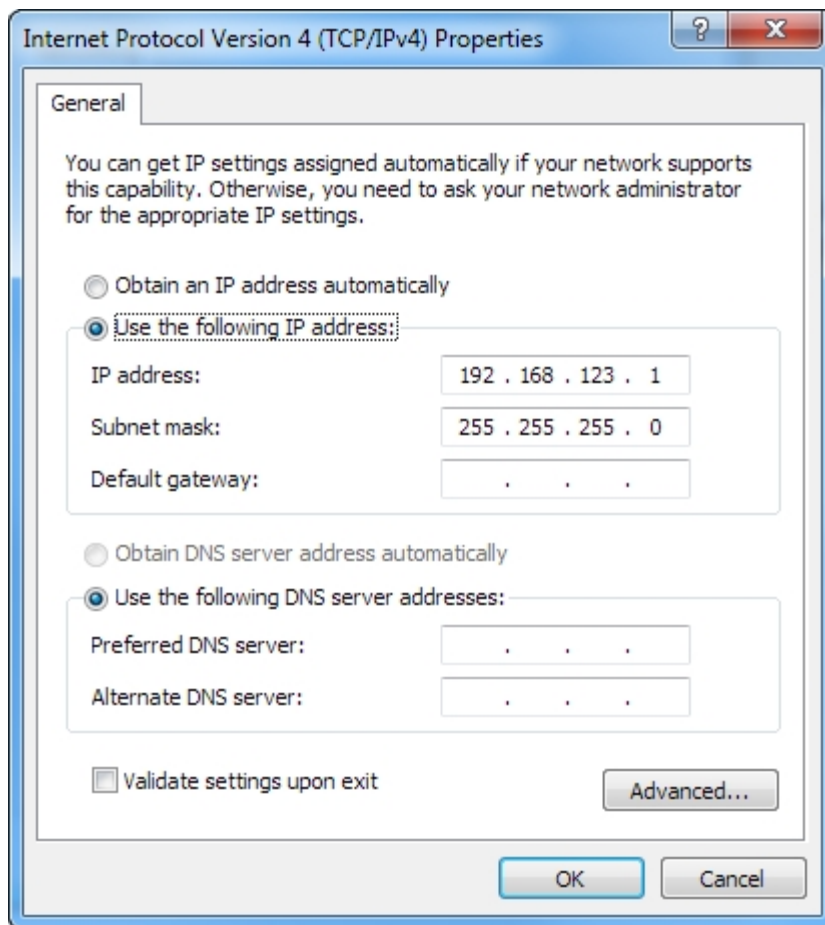 Internet Protocol Version 4 (TCP/IPv4) Properties
?
X
General
You can get IP settings assigned automatically if your network supports
this capability. Otherwise, you need to ask your network administrator
for the appropriate IP settings.
Obtain an IP address automatically
Use the following IP address:
IP address: 192 . 168 . 123 . 1
Subnet mask: 255 . 255 . 255 . 0
Default gateway: . . .
Obtain DNS server address automatically
Use the following DNS server addresses:
Preferred DNS server: . . .
Alternate DNS server: . . .
Validate settings upon exit
Advanced...
OK Cancel